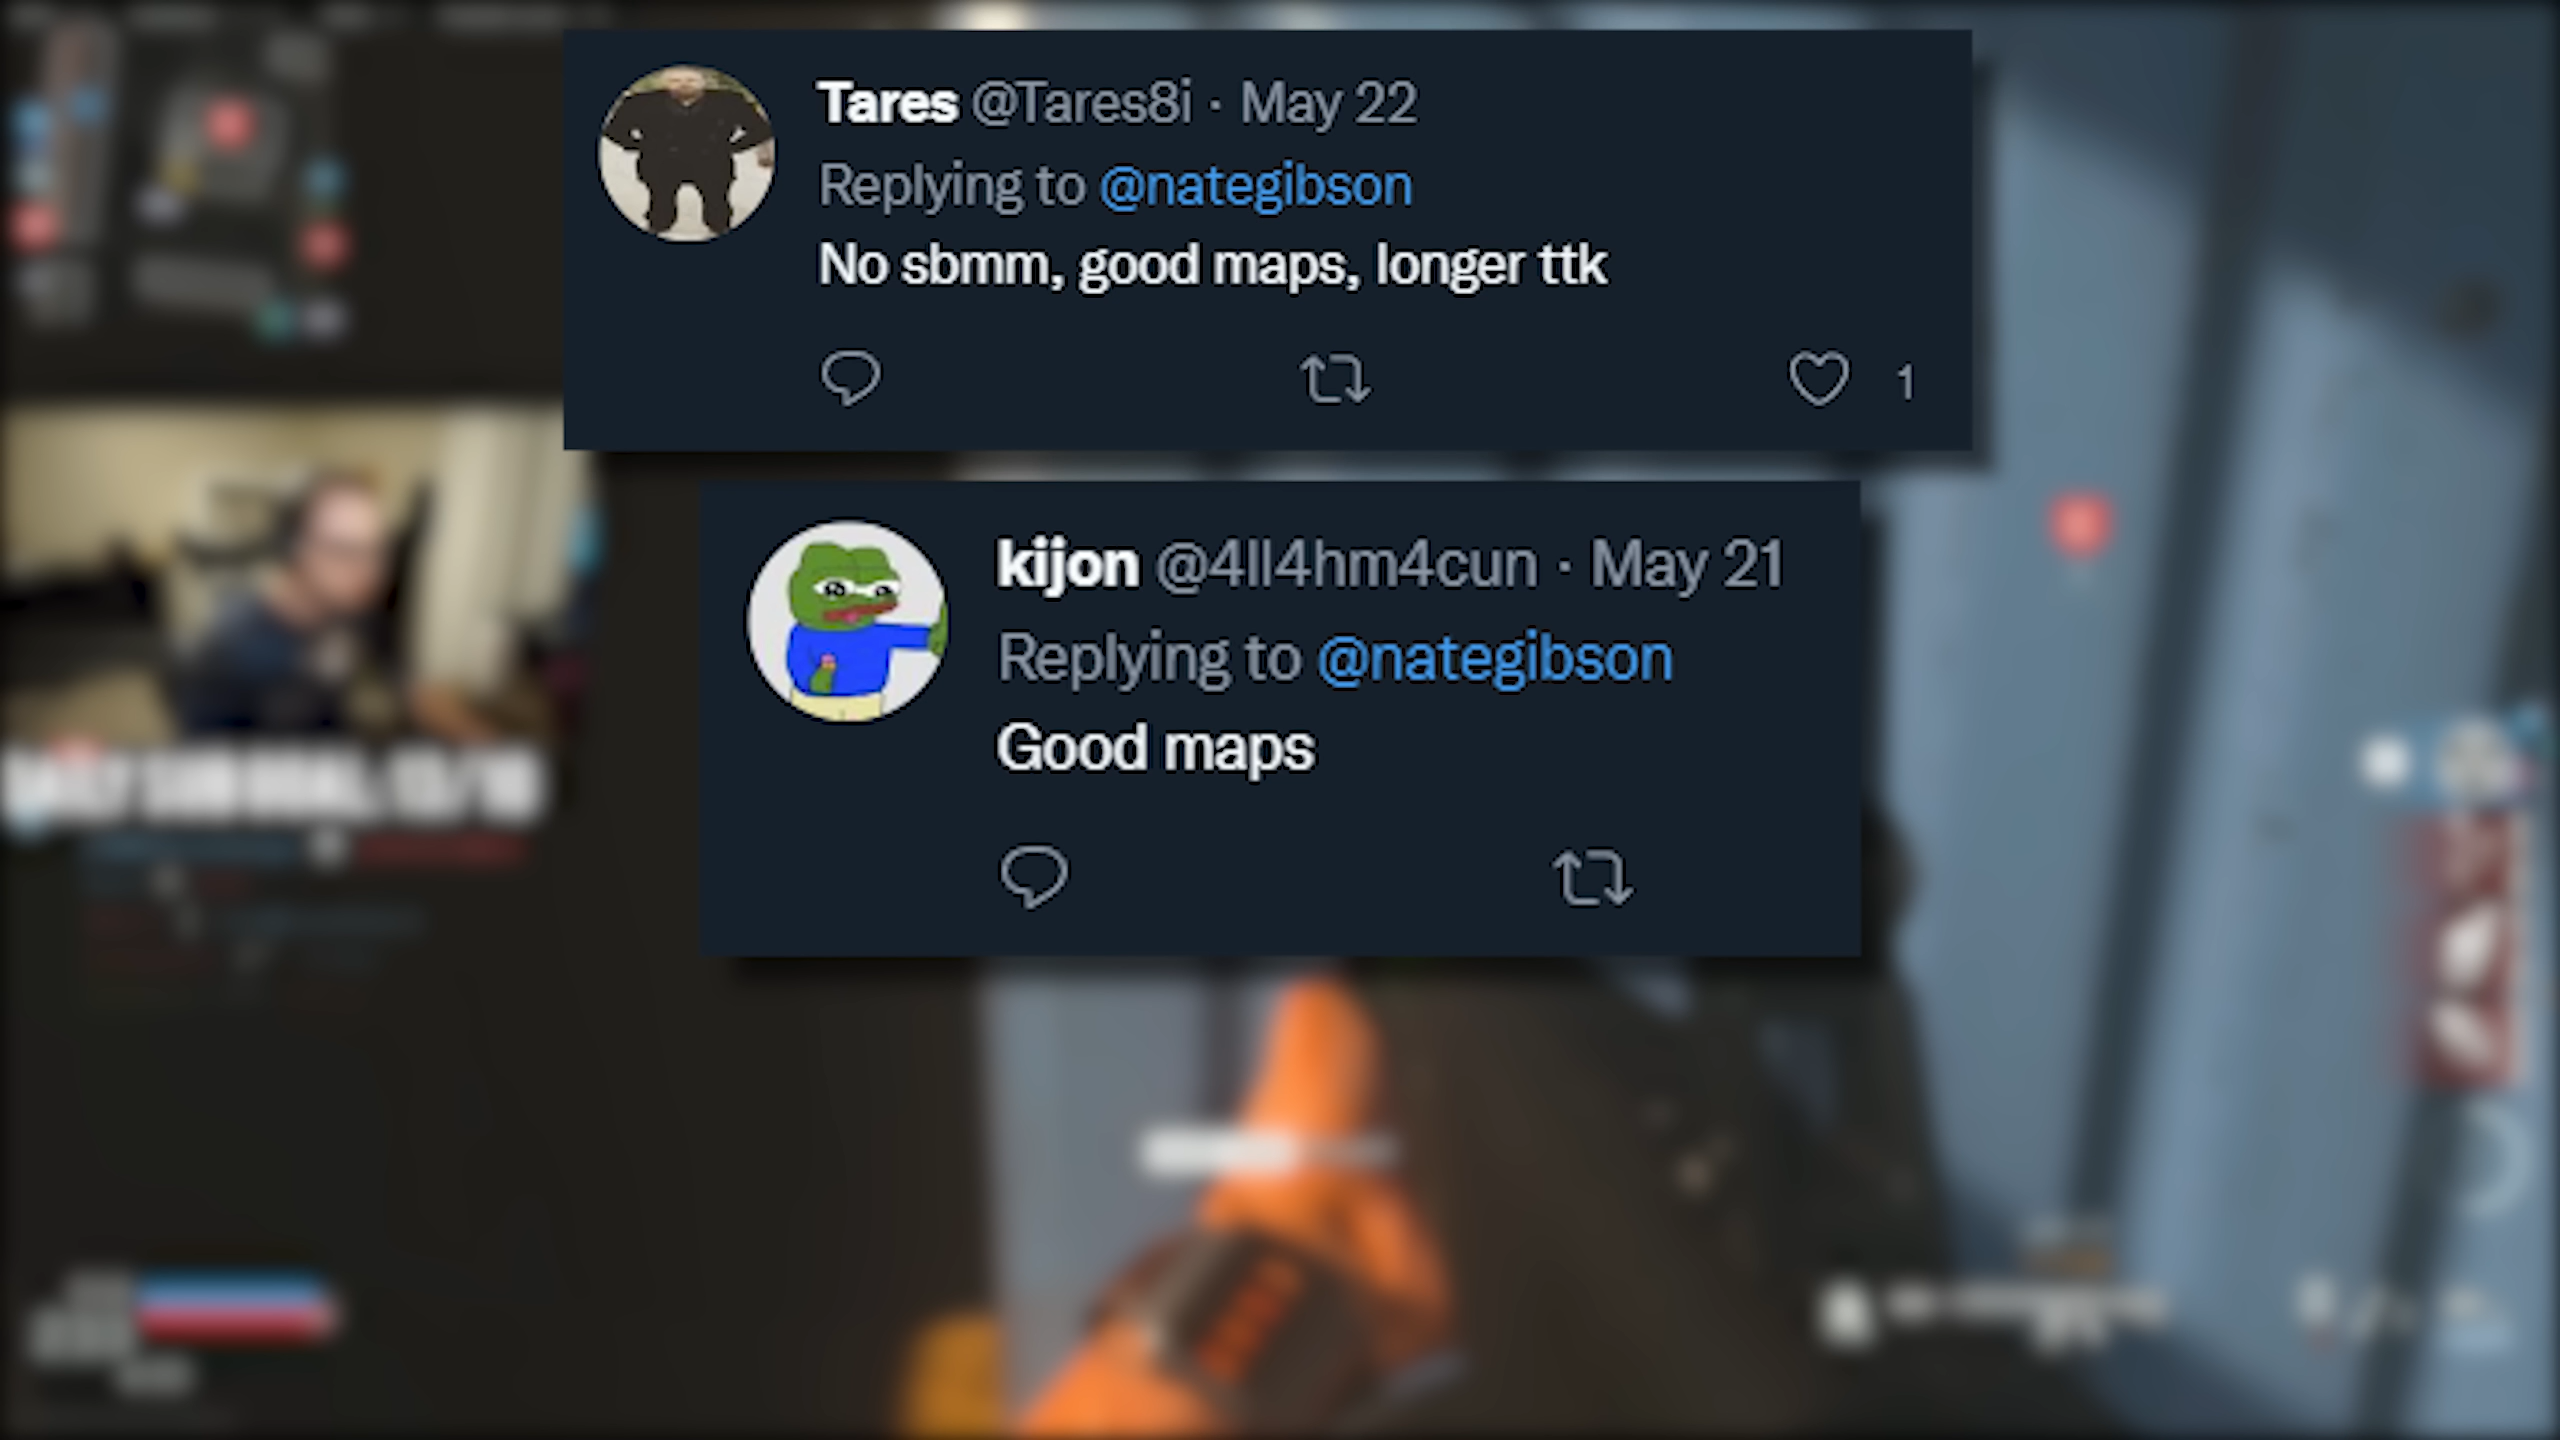 Tares @Tares8i · May 22
Replying to @nategibson
No sbmm, good maps, longer ttk
1
kijon @4ll4hm4cun · May 21
Replying to @nategibson
Good maps